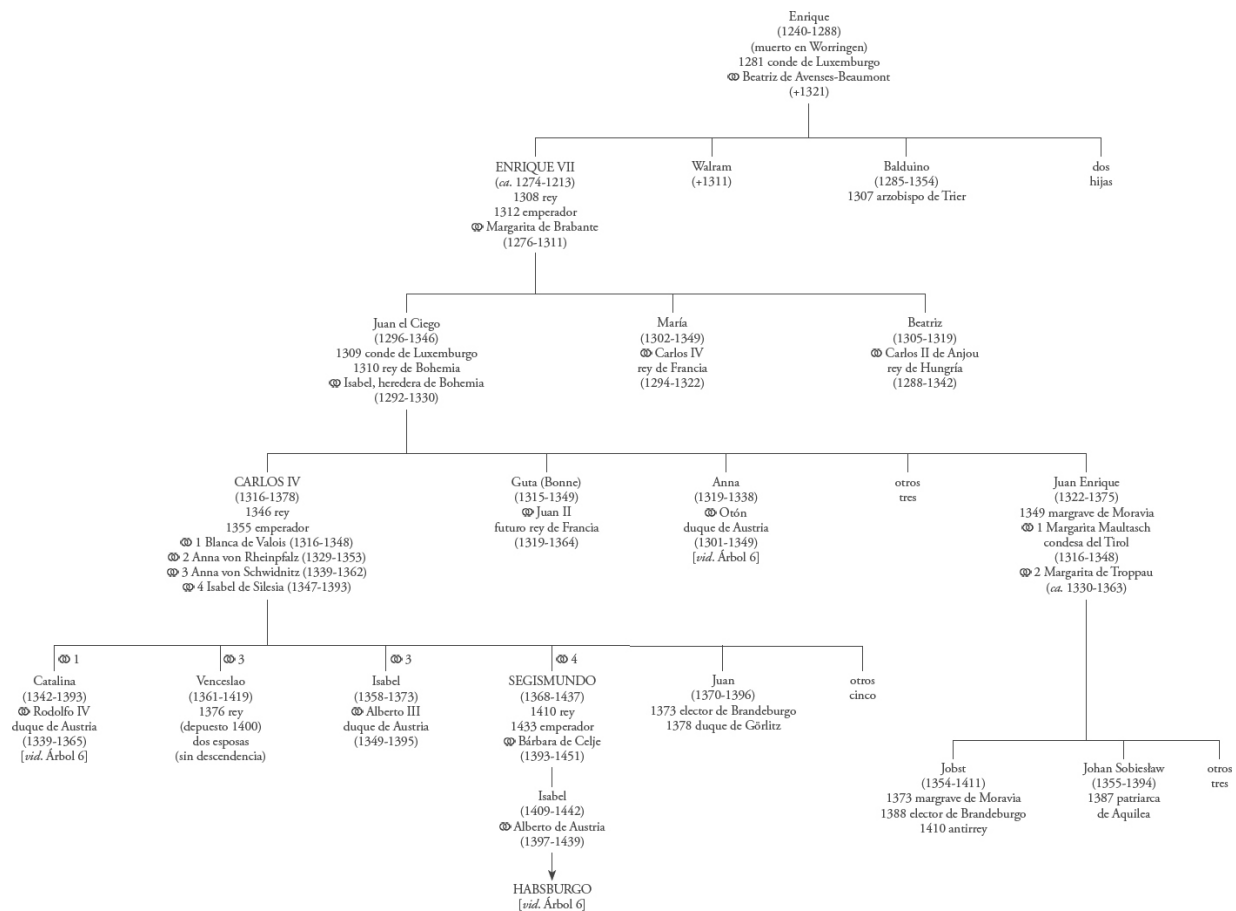 Enrique
(1240-1288)
(muerto en Worringen)
1281 conde de Luxemburgo
⚭ Beatriz de Avenses-Beaumont
(+1321)
ENRIQUE VII
(ca. 1274-1213)
1308 rey
1312 emperador
⚭ Margarita de Brabante
(1276-1311)
Walram
(+1311)
Balduino
(1285-1354)
1307 arzobispo de Trier
dos
hijas
Juan el Ciego
(1296-1346)
1309 conde de Luxemburgo
1310 rey de Bohemia
⚭ Isabel, heredera de Bohemia
(1292-1330)
María
(1302-1349)
⚭ Carlos IV
rey de Francia
(1294-1322)
Beatriz
(1305-1319)
⚭ Carlos II de Anjou
rey de Hungría
(1288-1342)
CARLOS IV
(1316-1378)
1346 rey
1355 emperador
⚭ 1 Blanca de Valois (1316-1348)
⚭ 2 Anna von Rheinpfalz (1329-1353)
⚭ 3 Anna von Schwidnitz (1339-1362)
⚭ 4 Isabel de Silesia (1347-1393)
Guta (Bonne)
(1315-1349)
⚭ Juan II
futuro rey de Francia
(1319-1364)
Anna
(1319-1338)
⚭ Otón
duque de Austria
(1301-1349)
[vid. Árbol 6]
otros
tres
Juan Enrique
(1322-1375)
1349 margrave de Moravia
⚭ 1 Margarita Maultasch
condesa del Tirol
(1316-1348)
⚭ 2 Margarita de Troppau
(ca. 1330-1363)
⚭ 1
Catalina
(1342-1393)
⚭ Rodolfo IV
duque de Austria
(1339-1365)
[vid. Árbol 6]
⚭ 3
Venceslao
(1361-1419)
1376 rey
(depuesto 1400)
dos esposas
(sin descendencia)
⚭ 3
Isabel
(1358-1373)
⚭ Alberto III
duque de Austria
(1349-1395)
⚭ 4
SEGISMUNDO
(1368-1437)
1410 rey
1433 emperador
⚭ Bárbara de Celje
(1393-1451)
Juan
(1370-1396)
1373 elector de Brandeburgo
1378 duque de Görlitz
otros
cinco
Isabel
(1409-1442)
⚭ Alberto de Austria
(1397-1439)
HABSBURGO
[vid. Árbol 6]
Jobst
(1354-1411)
1373 margrave de Moravia
1388 elector de Brandeburgo
1410 antirrey
Johan Sobiesław
(1355-1394)
1387 patriarca
de Aquilea
otros
tres